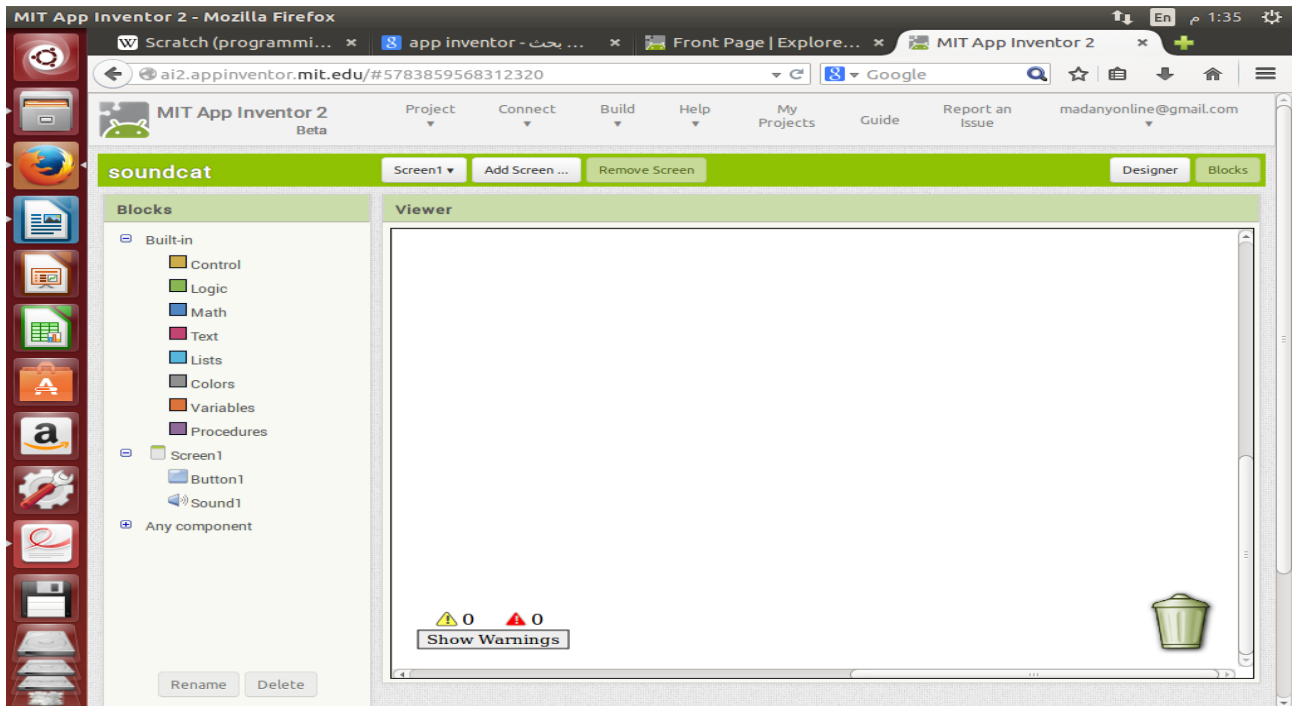 MIT App Inventor 2 - Mozilla Firefox
En
1:35 م
Scratch (programmi...
app inventor - بحث ...
Front Page | Explore...
MIT App Inventor 2
ai2.appinventor.mit.edu/#5783859568312320
Google
MIT App Inventor 2
Beta
Project
Connect
Build
Help
My Projects
Guide
Report an Issue
madanyonline@gmail.com
soundcat
Screen1
Add Screen ...
Remove Screen
Designer
Blocks
Blocks
Viewer
Built-in
Control
Logic
Math
Text
Lists
Colors
Variables
Procedures
Screen1
Button1
Sound1
Any component
0
0
Show Warnings
Rename
Delete